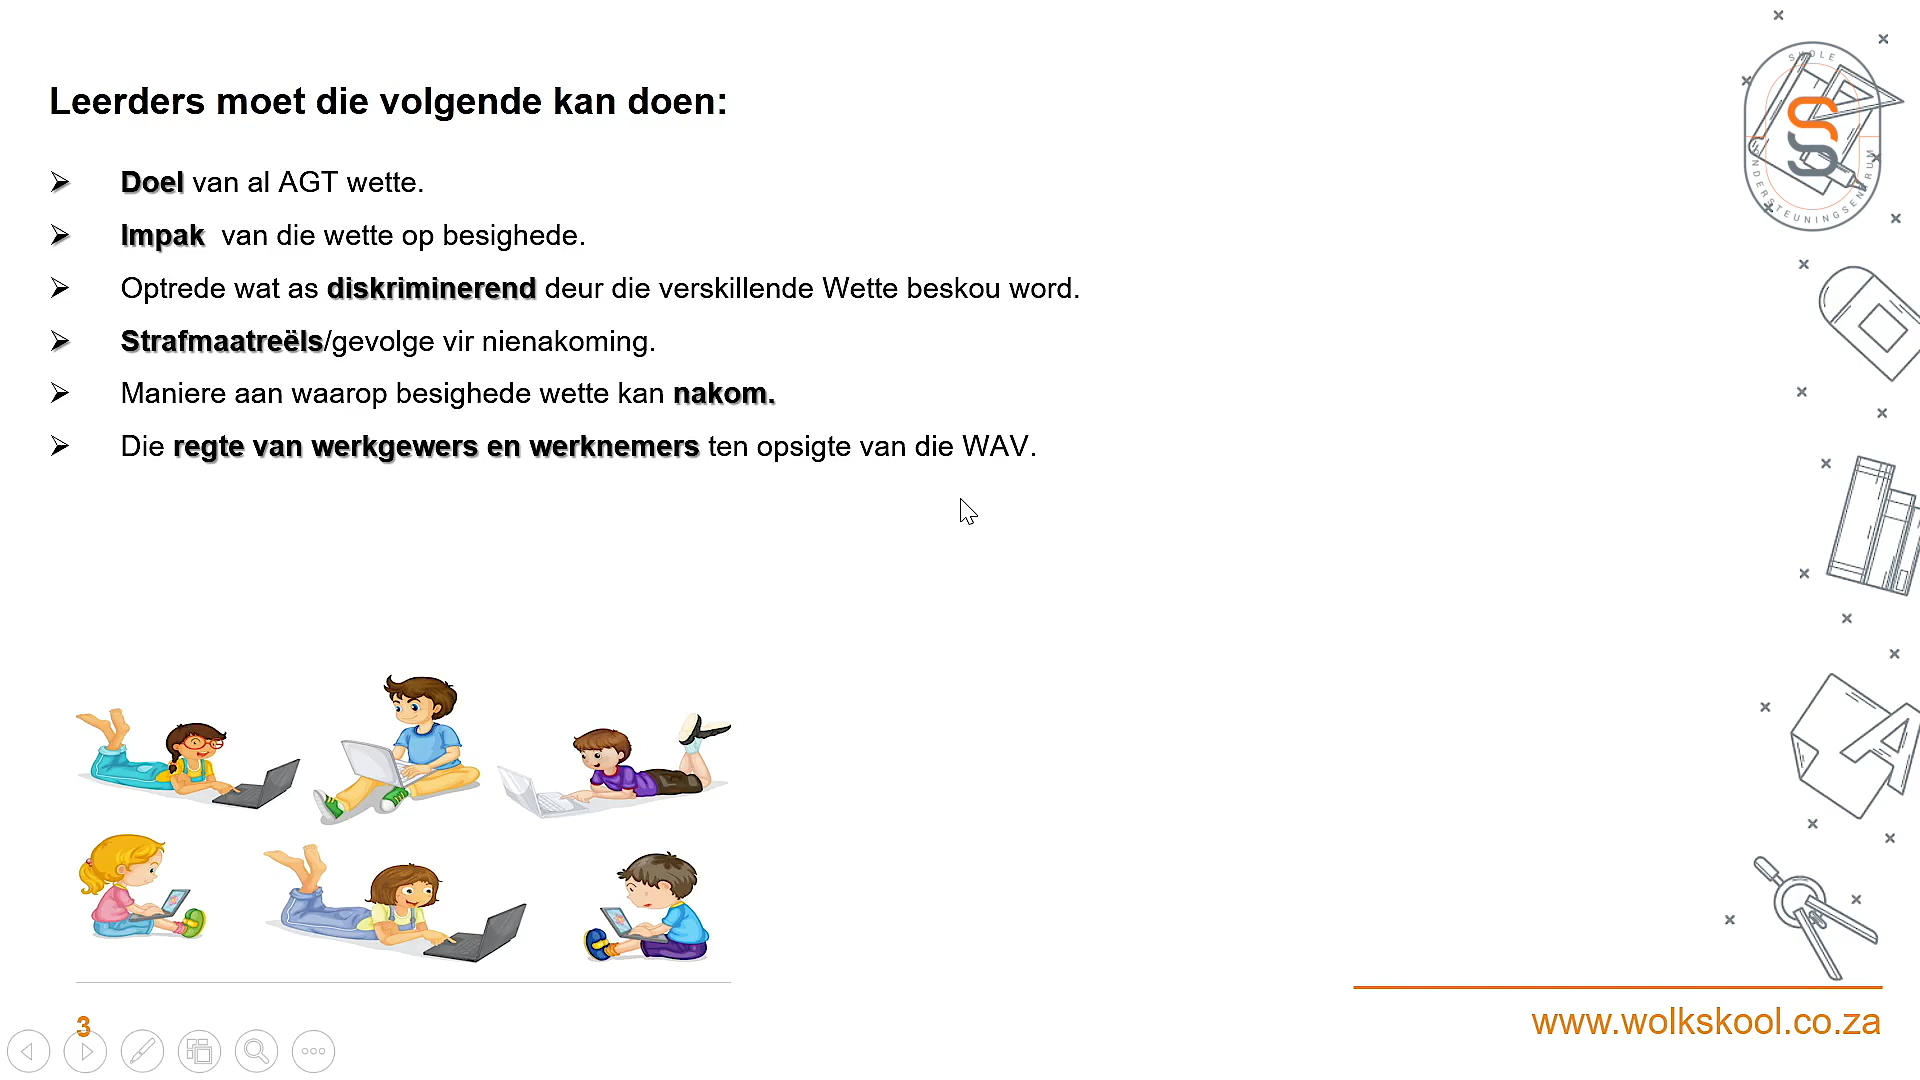 Leerders moet die volgende kan doen:
Doel van al AGT wette.
Impak van die wette op besighede.
Optrede wat as diskriminerend deur die verskillende Wette beskou word.
Strafmaatreëls/gevolge vir nienakoming.
Maniere aan waarop besighede wette kan nakom.
Die regte van werkgewers en werknemers ten opsigte van die WAV.
SKOLE
ONDERSTEUNINGSENTRUM
3
www.wolkskool.co.za